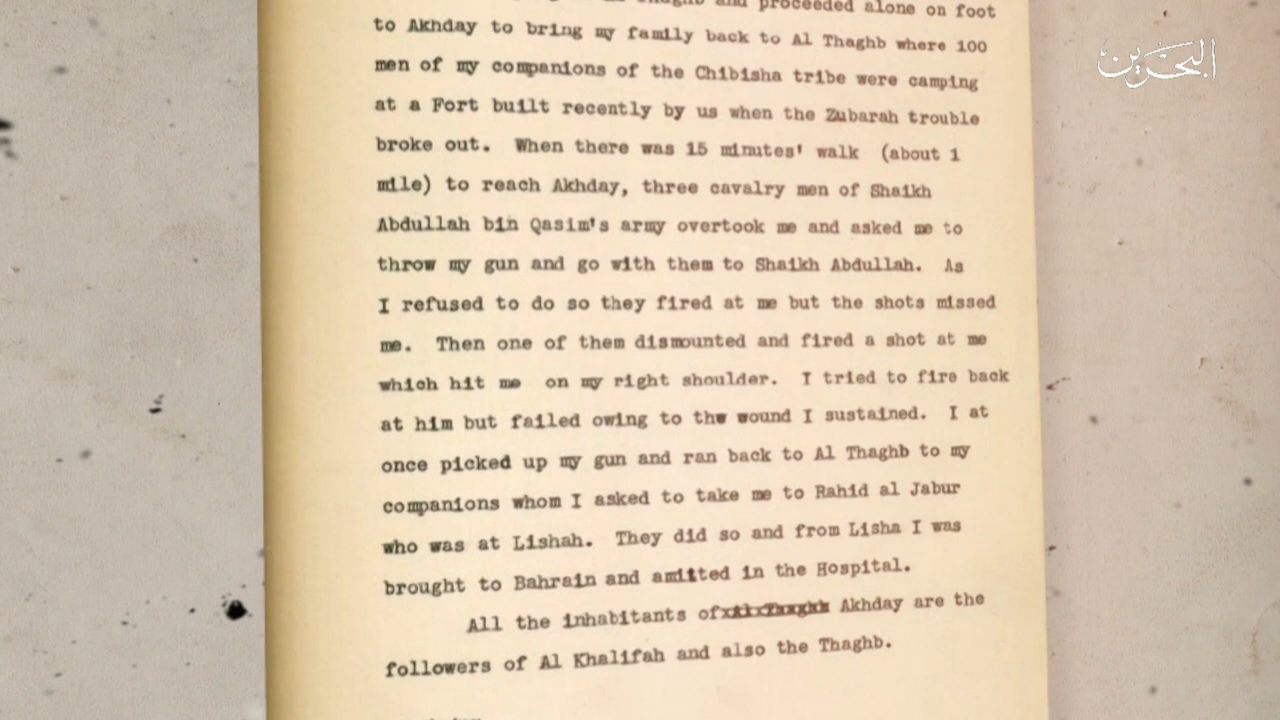 Thaghb and proceeded alone on foot
البحرين
to Akhday to bring my family back to Al Thaghb where 100
men of my companions of the Chibisha tribe were camping
at a Fort built recently by us when the Zubarah trouble
broke out. When there was 15 minutes' walk (about 1
mile) to reach Akhday, three cavalry men of Shaikh
Abdullah bin Qasim's army overtook me and asked me to
throw my gun and go with them to Shaikh Abdullah. As
I refused to do so they fired at me but the shots missed
me. Then one of them dismounted and fired a shot at me
which hit me on my right shoulder. I tried to fire back
at him but failed owing to the wound I sustained. I at
once picked up my gun and ran back to Al Thaghb to my
companions whom I asked to take me to Rahid al Jabur
who was at Lishah. They did so and from Lisha I was
brought to Bahrain and amitted in the Hospital.
All the inhabitants of Akhday are the
followers of Al Khalifah and also the Thaghb.